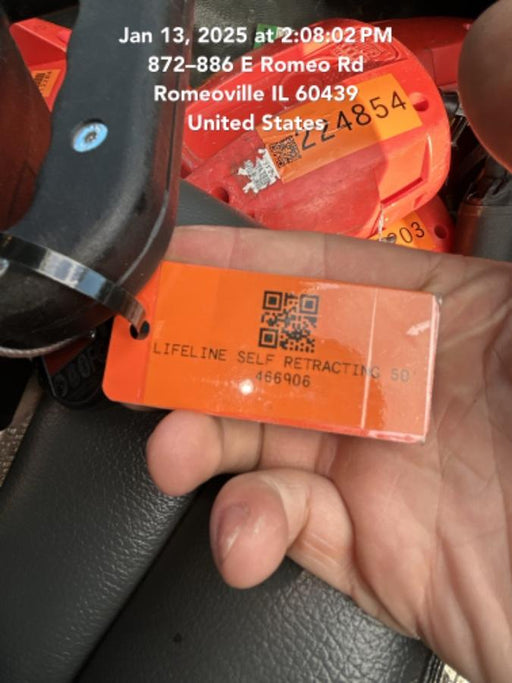 Jan 13, 2025 at 2:08:02 PM
872–886 E Romeo Rd
Romeoville IL 60439
United States
224854
LIFELINE SELF RETRACTING 50
466906